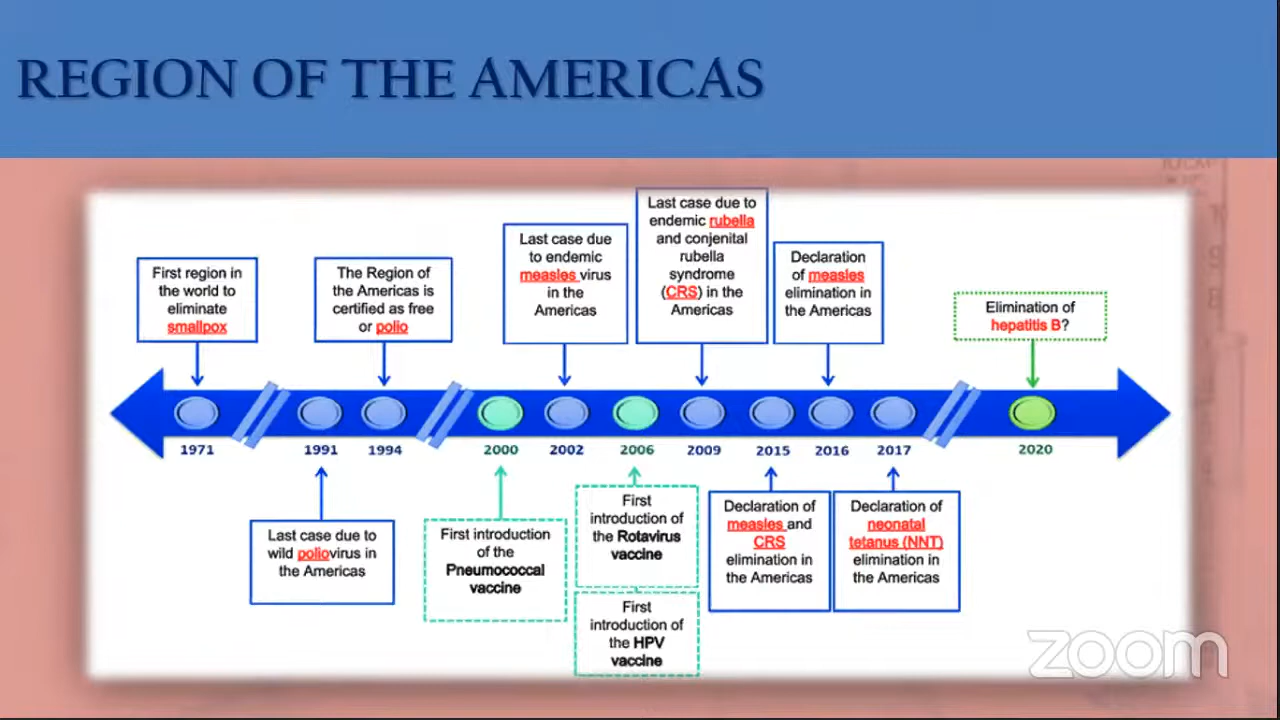 REGION OF THE AMERICAS
First region in
the world to
eliminate
smallpox
The Region of
the Americas is
certified as free
or polio
Last case due
to endemic
measles virus
in the
Americas
Last case due to
endemic rubella
and conjenital
rubella
syndrome
(CRS) in the
Americas
Declaration
of measles
elimination in
the Americas
Elimination of
hepatitis B?
1971
1991
1994
2000
2002
2006
2009
2015
2016
2017
2020
Last case due to
wild poliovirus in
the Americas
First introduction
of the
Pneumococcal
vaccine
First
introduction of
the Rotavirus
vaccine
First
introduction of
the HPV
vaccine
Declaration of
measles and
CRS
elimination in
the Americas
Declaration of
neonatal
tetanus (NNT)
elimination in
the Americas
zoom